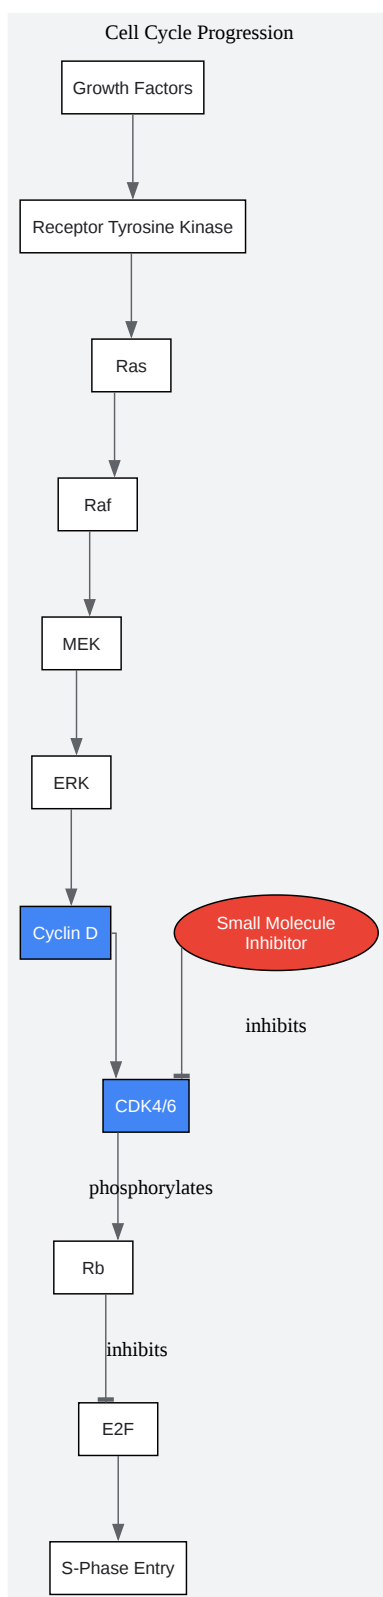 Cell Cycle Progression
Growth Factors
Receptor Tyrosine Kinase
Ras
Raf
MEK
ERK
Cyclin D
Small Molecule
Inhibitor
inhibits
CDK4/6
phosphorylates
Rb
inhibits
E2F
S-Phase Entry